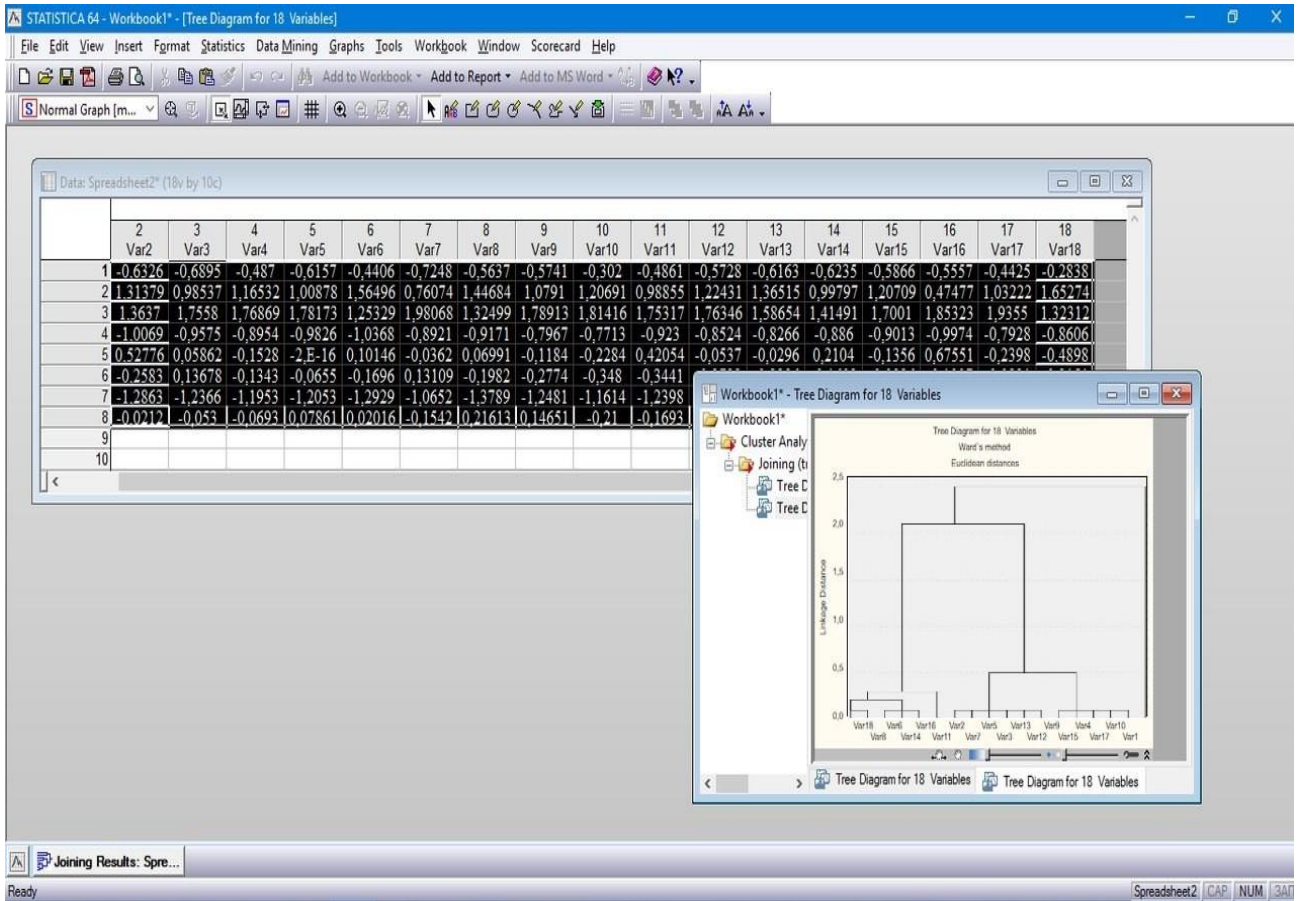 STATISTICA 64 - Workbook1* - [Tree Diagram for 18 Variables]
File Edit View Insert Format Statistics Data Mining Graphs Tools Workbook Window Scorecard Help
Add to Workbook Add to Report Add to MS Word
Normal Graph [m...
Data: Spreadsheet2* (18v by 10c)
2 3 4 5 6 7 8 9 10 11 12 13 14 15 16 17 18
Var2 Var3 Var4 Var5 Var6 Var7 Var8 Var9 Var10 Var11 Var12 Var13 Var14 Var15 Var16 Var17 Var18
1 -0,6326 -0,6895 -0,487 -0,6157 -0,4406 -0,7248 -0,5637 -0,5741 -0,302 -0,4861 -0,5728 -0,6163 -0,6235 -0,5866 -0,5557 -0,4425 -0,2838
2 1.31379 0,98537 1,16532 1,00878 1,56496 0,76074 1,44684 1,0791 1,20691 0,98855 1,22431 1,36515 0,99797 1,20709 0,47477 1,03222 1,65274
3 1.3637 1,7558 1,76869 1,78173 1,25329 1,98068 1,32499 1,78913 1,81416 1,75317 1,76346 1,58654 1,41491 1,7001 1,85323 1,9355 1,32312
4 -1.0069 -0,9575 -0,8954 -0,9826 -1,0368 -0,8921 -0,9171 -0,7967 -0,7713 -0,923 -0,8524 -0,8266 -0,886 -0,9013 -0,9974 -0,7928 -0,8606
5 0.52776 0,05862 -0,1528 -2,E-16 0,10146 -0,0362 0,06991 -0,1184 -0,2284 0,42054 -0,0537 -0,0296 0,2104 -0,1356 0,67551 -0,2398 -0,4898
6 -0.2583 0,13678 -0,1343 -0,0655 -0,1696 0,13109 -0,1982 -0,2774 -0,348 -0,3441
7 -1.2863 -1,2366 -1,1953 -1,2053 -1,2929 -1,0652 -1,3789 -1,2481 -1,1614 -1,2398
8 -0.0212 -0,053 -0,0693 0,07861 0,02016 -0,1542 0,21613 0,14651 -0,21 -0,1693
9
10
Workbook1* - Tree Diagram for 18 Variables
Workbook1*
Cluster Analy
Joining (t
Tree D
Tree D
Tree Diagram for 18 Variables
Ward`s method
Euclidean distances
Linkage Distance
2,5
2,0
1,5
1,0
0,5
0,0
Var18 Var6 Var16 Var2 Var5 Var13 Var9 Var4 Var10
Var8 Var14 Var11 Var7 Var3 Var12 Var15 Var17 Var1
Tree Diagram for 18 Variables Tree Diagram for 18 Variables
Joining Results: Spre...
Ready
Spreadsheet2 CAP NUM ЗАП